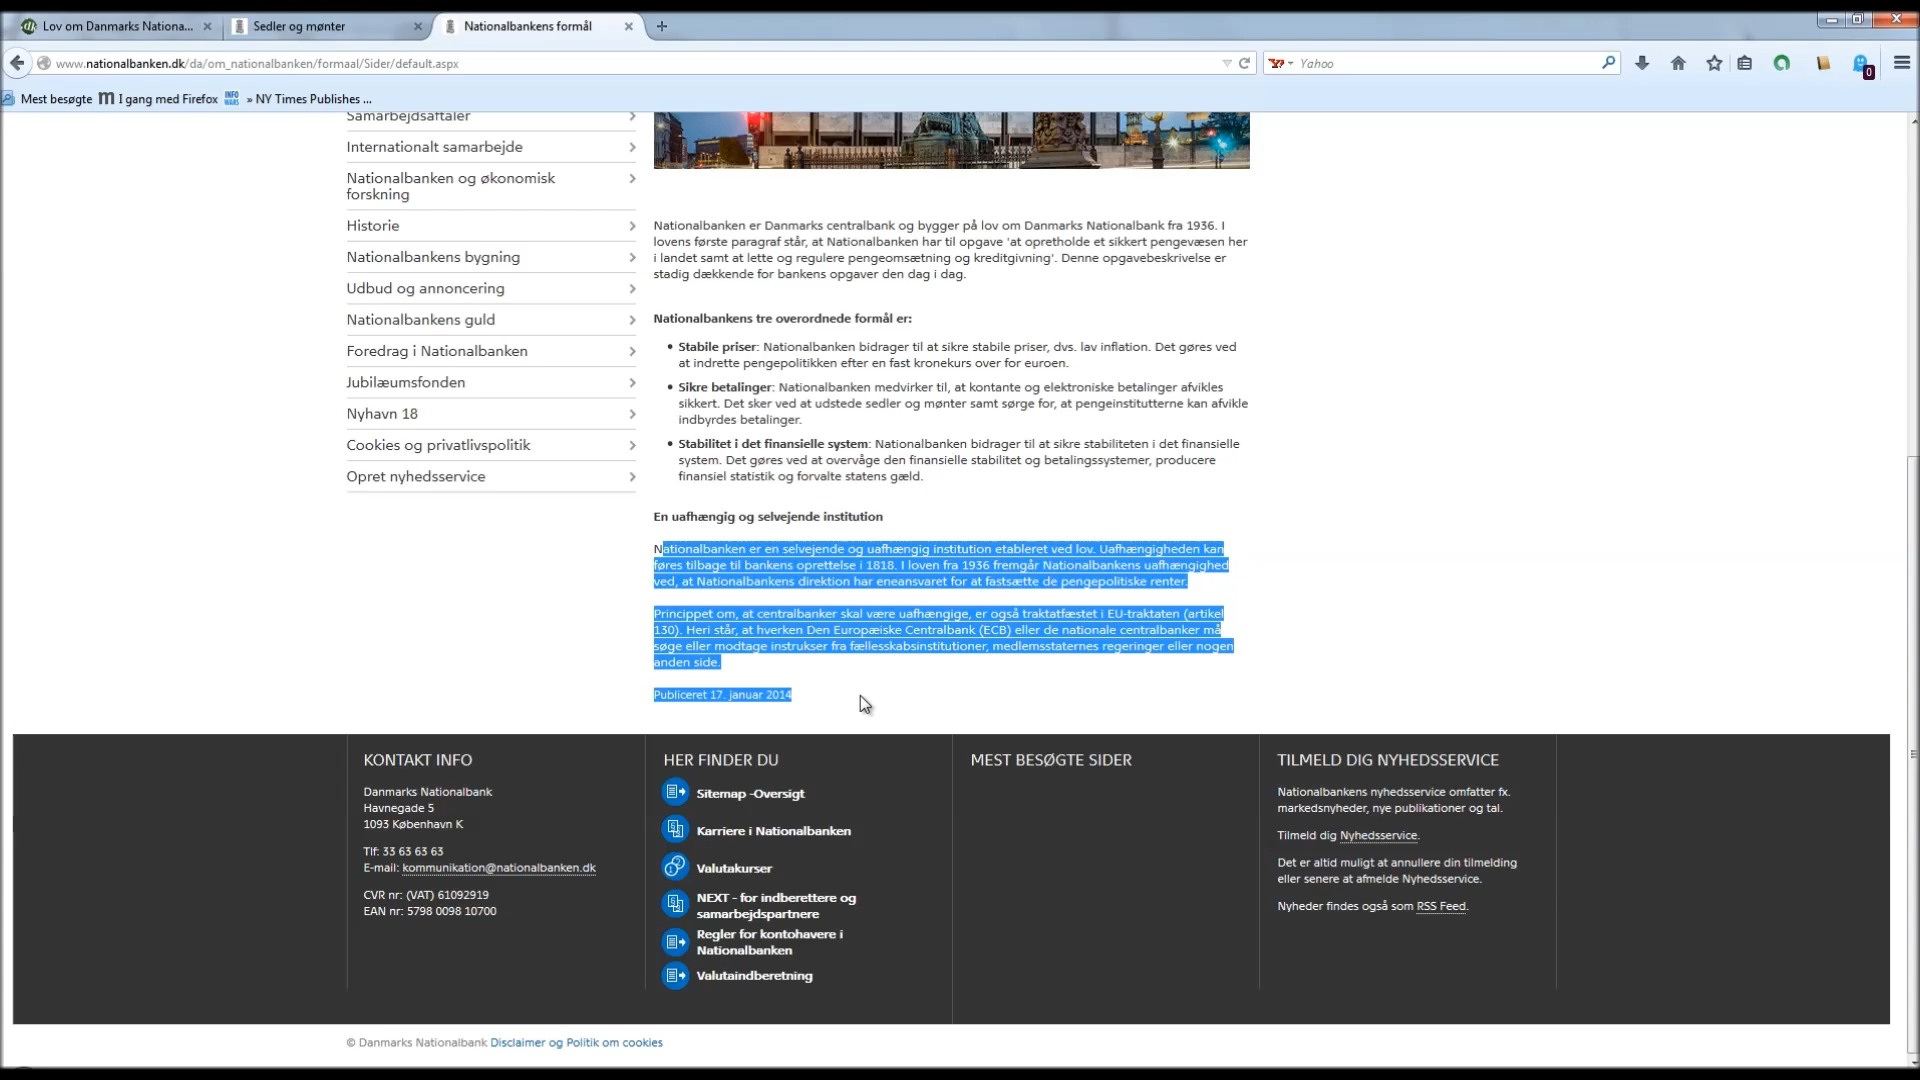 Lov om Danmarks Nationa...
Sedler og mønter
Nationalbankens formål
www.nationalbanken.dk/da/om_nationalbanken/formaal/Sider/default.aspx
Yahoo
0
Mest besøgte
I gang med Firefox
INFO WARS
» NY Times Publishes ...
Samarbejdsaftaler
Internationalt samarbejde
Nationalbanken og økonomisk
forskning
Historie
Nationalbankens bygning
Udbud og annoncering
Nationalbankens guld
Foredrag i Nationalbanken
Jubilæumsfonden
Nyhavn 18
Cookies og privatlivspolitik
Opret nyhedsservice
Nationalbanken er Danmarks centralbank og bygger på lov om Danmarks Nationalbank fra 1936. I
lovens første paragraf står, at Nationalbanken har til opgave 'at opretholde et sikkert pengevæsen her
i landet samt at lette og regulere pengeomsætning og kreditgivning'. Denne opgavebeskrivelse er
stadig dækkende for bankens opgaver den dag i dag.
Nationalbankens tre overordnede formål er:
• Stabile priser: Nationalbanken bidrager til at sikre stabile priser, dvs. lav inflation. Det gøres ved
at indrette pengepolitikken efter en fast kronekurs over for euroen.
• Sikre betalinger: Nationalbanken medvirker til, at kontante og elektroniske betalinger afvikles
sikkert. Det sker ved at udstede sedler og mønter samt sørge for, at pengeinstitutterne kan afvikle
indbyrdes betalinger.
• Stabilitet i det finansielle system: Nationalbanken bidrager til at sikre stabiliteten i det finansielle
system. Det gøres ved at overvåge den finansielle stabilitet og betalingssystemer, producere
finansiel statistik og forvalte statens gæld.
En uafhængig og selvejende institution
Nationalbanken er en selvejende og uafhængig institution etableret ved lov. Uafhængigheden kan
føres tilbage til bankens oprettelse i 1818. I loven fra 1936 fremgår Nationalbankens uafhængighed
ved, at Nationalbankens direktion har eneansvaret for at fastsætte de pengepolitiske renter.
Princippet om, at centralbanker skal være uafhængige, er også traktatfæstet i EU-traktaten (artikel
130). Heri står, at hverken Den Europæiske Centralbank (ECB) eller de nationale centralbanker må
søge eller modtage instrukser fra fællesskabsinstitutioner, medlemsstaternes regeringer eller nogen
anden side.
Publiceret 17. januar 2014
KONTAKT INFO
Danmarks Nationalbank
Havnegade 5
1093 København K
Tlf: 33 63 63 63
E-mail: kommunikation@nationalbanken.dk
CVR nr: (VAT) 61092919
EAN nr: 5798 0098 10700
HER FINDER DU
Sitemap -Oversigt
Karriere i Nationalbanken
Valutakurser
NEXT - for indberettere og
samarbejdspartnere
Regler for kontohavere i
Nationalbanken
Valutaindberetning
MEST BESØGTE SIDER
TILMELD DIG NYHEDSSERVICE
Nationalbankens nyhedsservice omfatter fx.
markedsnyheder, nye publikationer og tal.
Tilmeld dig Nyhedsservice.
Det er altid muligt at annullere din tilmelding
eller senere at afmelde Nyhedsservice.
Nyheder findes også som RSS Feed.
© Danmarks Nationalbank Disclaimer og Politik om cookies